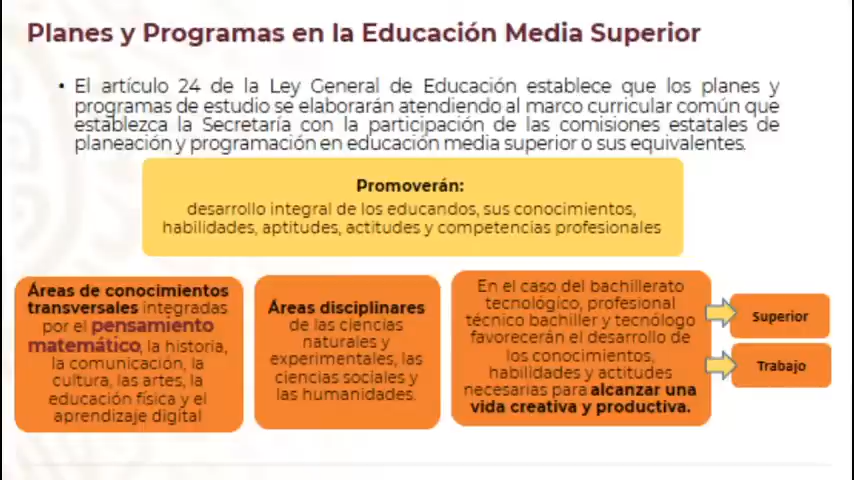 Planes y Programas en la Educación Media Superior
• El artículo 24 de la Ley General de Educación establece que los planes y
programas de estudio se elaborarán atendiendo al marco curricular común que
establezca la Secretaría con la participación de las comisiones estatales de
planeación y programación en educación media superior o sus equivalentes.
Promoverán:
desarrollo integral de los educandos, sus conocimientos,
habilidades, aptitudes, actitudes y competencias profesionales
Áreas de conocimientos
transversales integradas
por el pensamiento
matemático, la historia,
la comunicación, la
cultura, las artes, la
educación física y el
aprendizaje digital
Áreas disciplinares
de las ciencias
naturales y
experimentales, las
ciencias sociales y
las humanidades.
En el caso del bachillerato
tecnológico, profesional
técnico bachiller y tecnólogo
favorecerán el desarrollo de
los conocimientos,
habilidades y actitudes
necesarias para alcanzar una
vida creativa y productiva.
Superior
Trabajo